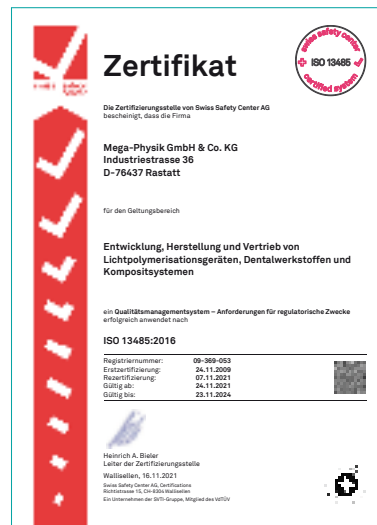 Zertifikat
swiss safety center
ISO 13485
certified system
Die Zertifizierungsstelle von Swiss Safety Center AG
bescheinigt, dass die Firma
Mega-Physik GmbH & Co. KG
Industriestrasse 36
D-76437 Rastatt
für den Geltungsbereich
Entwicklung, Herstellung und Vertrieb von
Lichtpolymerisationsgeräten, Dentalwerkstoffen und
Kompositsystemen
ein Qualitätsmanagementsystem – Anforderungen für regulatorische Zwecke
erfolgreich anwendet nach
ISO 13485:2016
Registriernummer: 09-369-053
Erstzertifizierung: 24.11.2009
Rezertifizierung: 07.11.2021
Gültig ab: 24.11.2021
Gültig bis: 23.11.2024
Heinrich A. Bieler
Leiter der Zertifizierungsstelle
Wallisellen, 16.11.2021
Swiss Safety Center AG, Certifications
Richtistrasse 15, CH-8304 Wallisellen
Ein Unternehmen der SVTI-Gruppe, Mitglied des VdTÜV